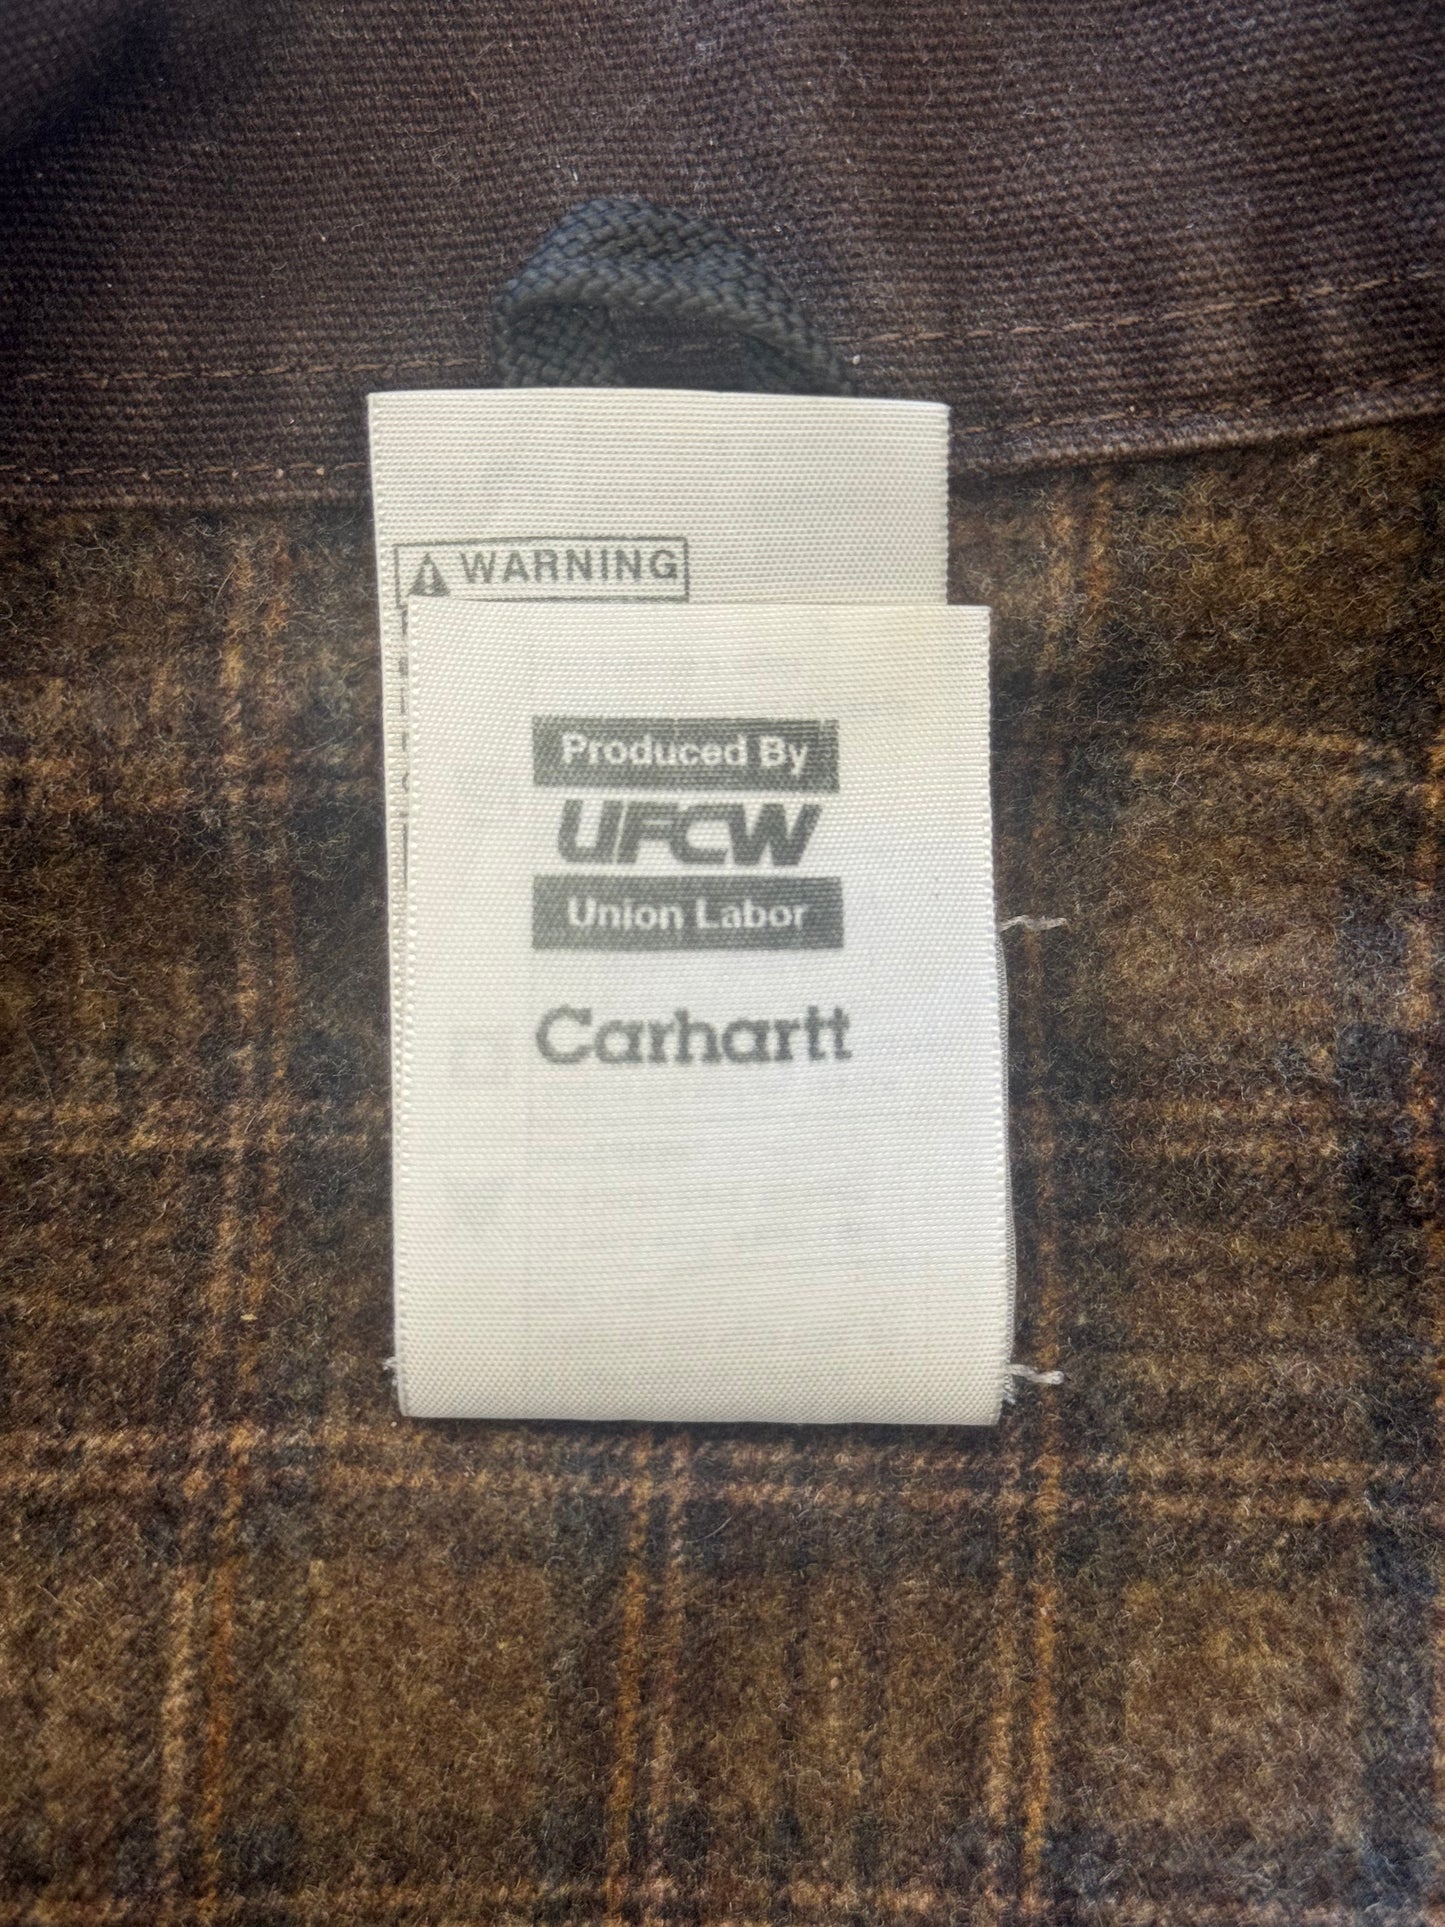 WARNING
Produced By
UFCW
Union Labor
Carhartt